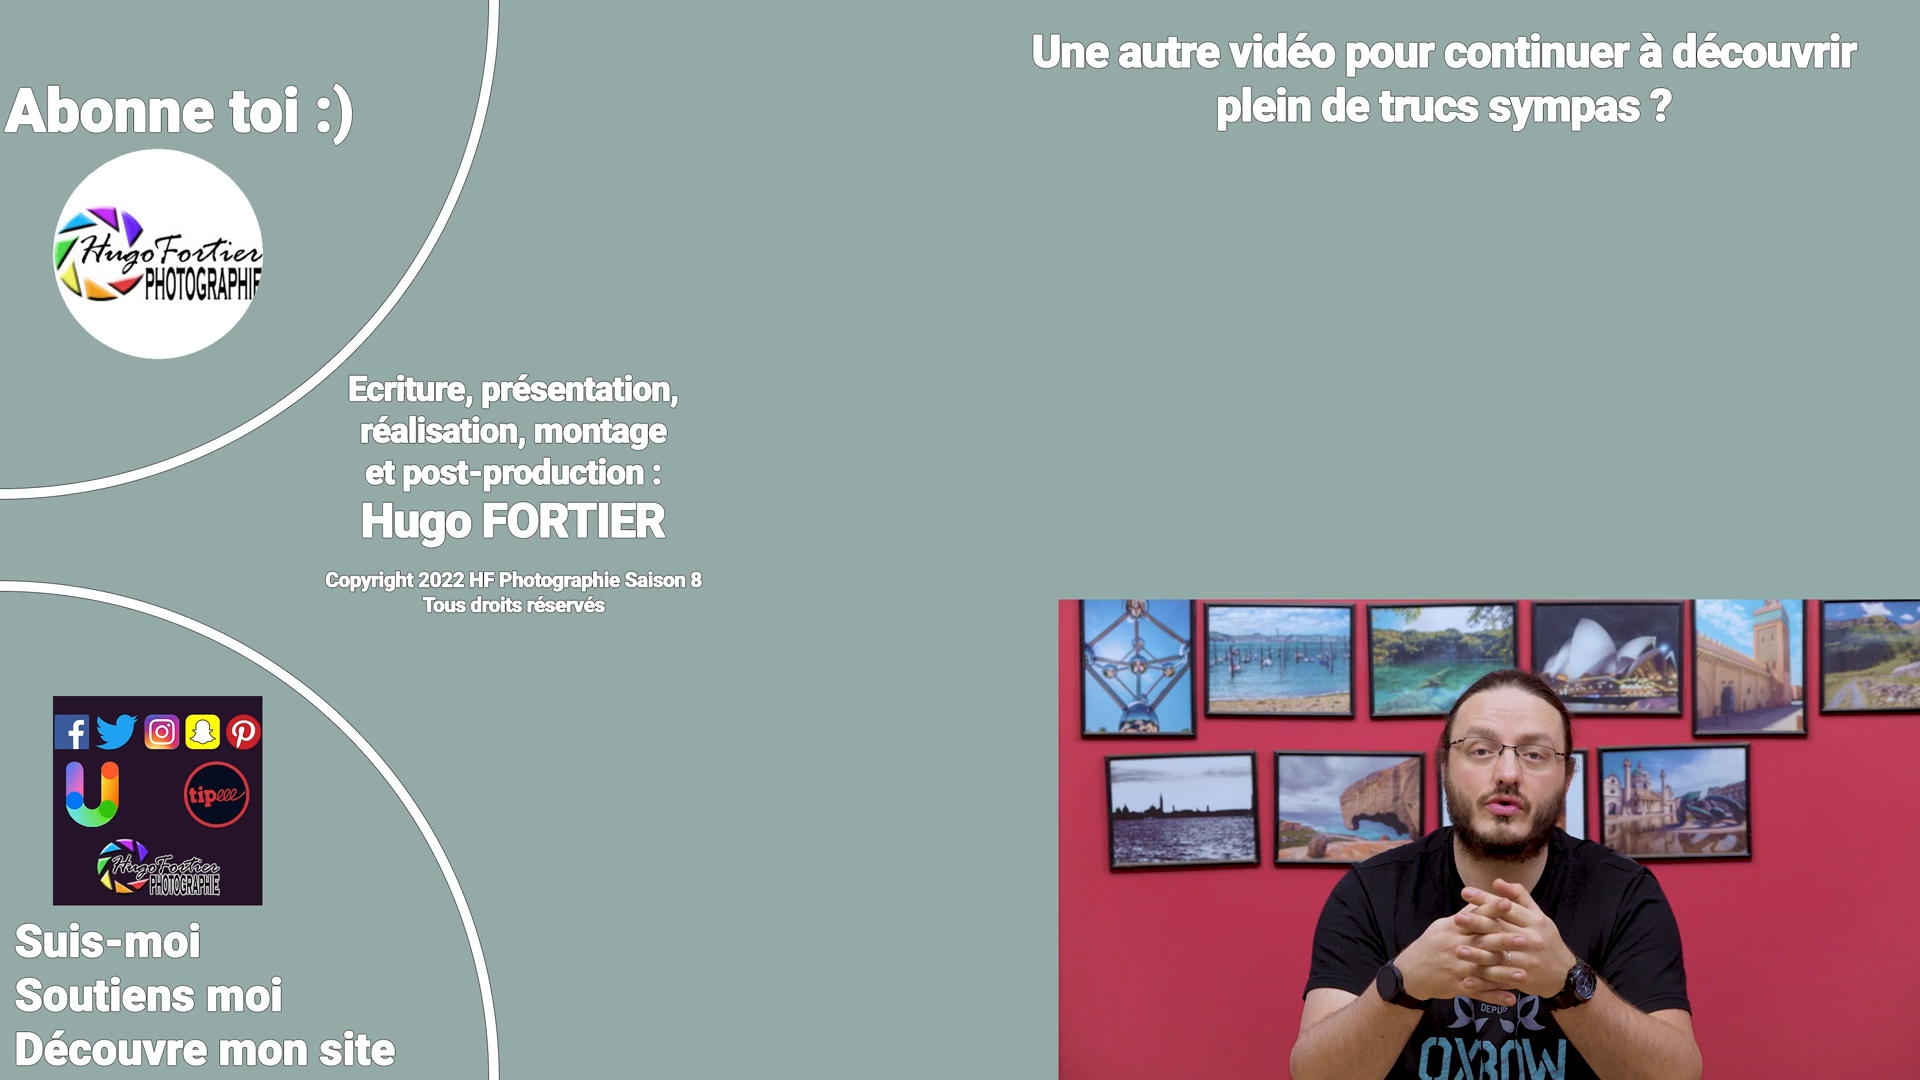 Abonne toi :)
Hugo Fortier
PHOTOGRAPHIE
Une autre vidéo pour continuer à découvrir
plein de trucs sympas ?
Ecriture, présentation,
réalisation, montage
et post-production :
Hugo FORTIER
Copyright 2022 HF Photographie Saison 8
Tous droits réservés
tipeee
Hugo Fortier
PHOTOGRAPHIE
Suis-moi
Soutiens moi
Découvre mon site
DEPUIS
OXBOW